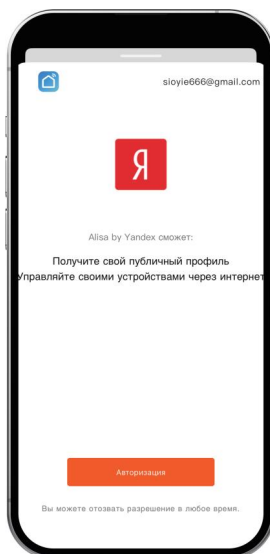 sioyie666@gmail.com
Я
Alisa by Yandex сможет:
Получите свой публичный профиль
Управляйте своими устройствами через интернет
Авторизация
Вы можете отозвать разрешение в любое время.